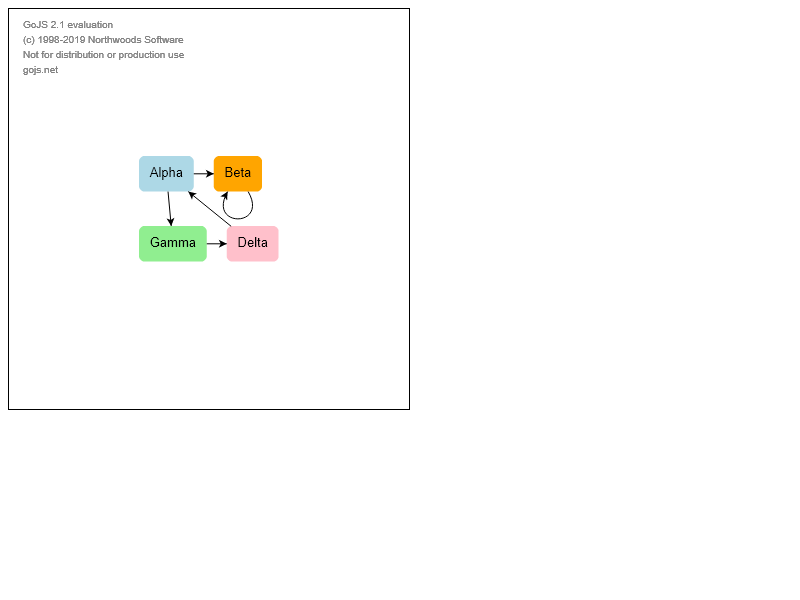 GoJS 2.1 evaluation
(c) 1998-2019 Northwoods Software
Not for distribution or production use
gojs.net
Alpha
Beta
Gamma
Delta